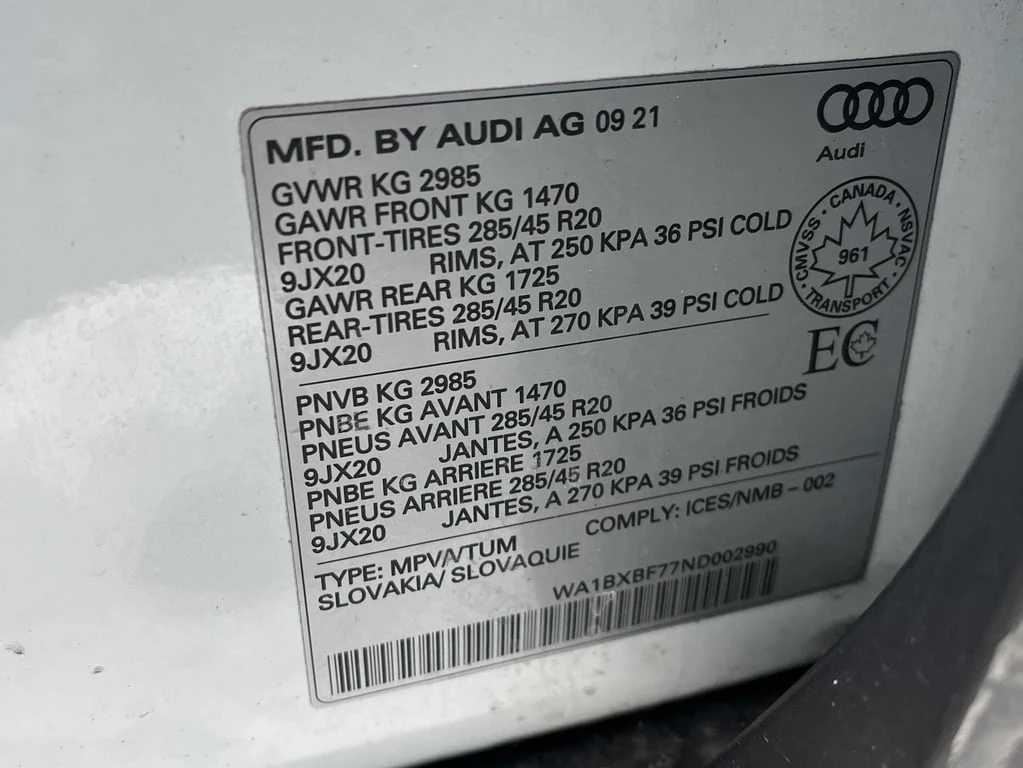 MFD. BY AUDI AG 09 21
Audi
GVWR KG 2985
GAWR FRONT KG 1470
FRONT-TIRES 285/45 R20
9JX20 RIMS, AT 250 KPA 36 PSI COLD
GAWR REAR KG 1725
REAR-TIRES 285/45 R20
9JX20 RIMS, AT 270 KPA 39 PSI COLD
CANADA · NSVAC · TRANSPORT · CMVSS ·
961
EC
PNVB KG 2985
PNBE KG AVANT 1470
PNEUS AVANT 285/45 R20
9JX20 JANTES, A 250 KPA 36 PSI FROIDS
PNBE KG ARRIERE 1725
PNEUS ARRIERE 285/45 R20
9JX20 JANTES, A 270 KPA 39 PSI FROIDS
TYPE: MPV/VTUM COMPLY: ICES/NMB - 002
SLOVAKIA/ SLOVAQUIE
WA1BXBF77ND002990